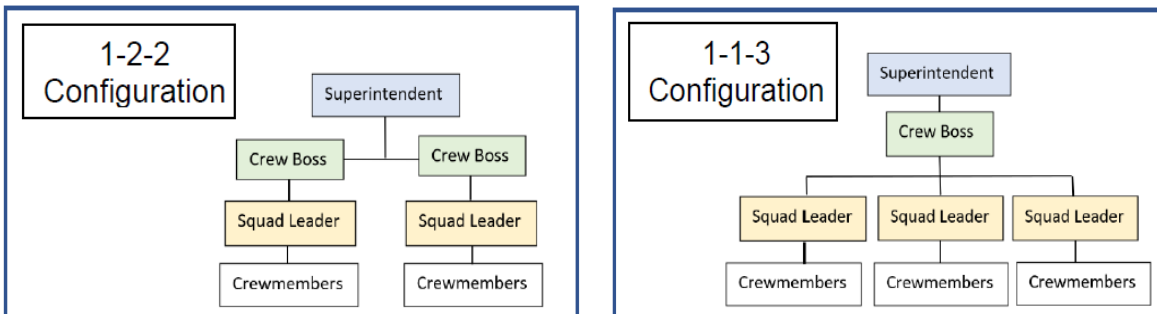 1-2-2
Configuration
Superintendent
Crew Boss
Crew Boss
Squad Leader
Squad Leader
Crewmembers
Crewmembers
1-1-3
Configuration
Superintendent
Crew Boss
Squad Leader
Squad Leader
Squad Leader
Crewmembers
Crewmembers
Crewmembers